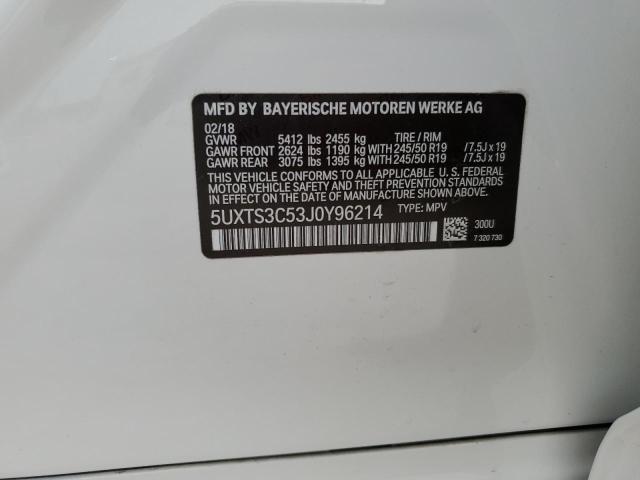 MFD BY BAYERISCHE MOTOREN WERKE AG
02/18
GVWR 5412 lbs 2455 kg TIRE / RIM
GAWR FRONT 2624 lbs 1190 kg WITH 245/50 R19 /7.5J x 19
GAWR REAR 3075 lbs 1395 kg WITH 245/50 R19 /7.5J x 19
THIS VEHICLE CONFORMS TO ALL APPLICABLE U. S. FEDERAL
MOTOR VEHICLE SAFETY, BUMPER, AND THEFT PREVENTION
STANDARDS IN EFFECT ON THE DATE OF MANUFACTURE SHOWN ABOVE.
5UXTS3C53J0Y96214 TYPE: MPV
300U
7 320 730